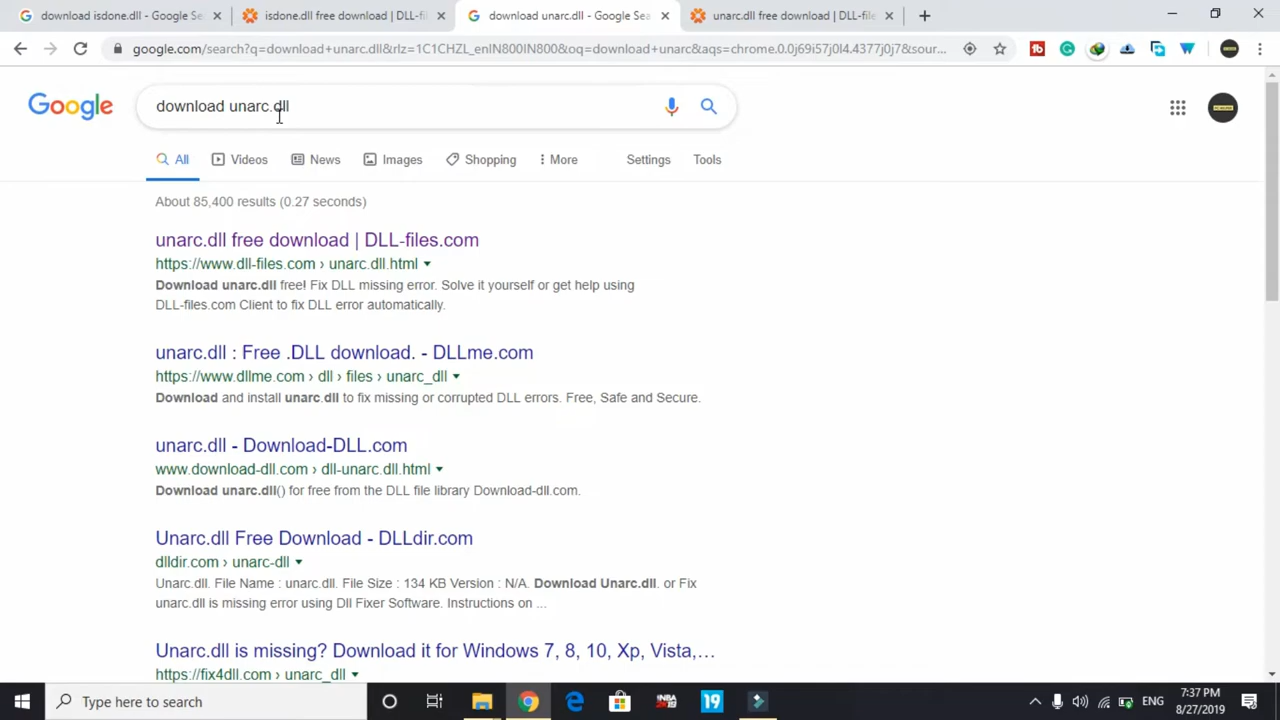 download isdone.dll - Google Se
isdone.dll free download | DLL-fil
download unarc.dll - Google Sea
unarc.dll free download | DLL-file
google.com/search?q=download+unarc.dll&rlz=1C1CHZL_enIN800IN800&oq=download+unarc&aqs=chrome.0.0j69i57j0l4.4377j0j7&sour...
Google
download unarc.dll
All
Videos
News
Images
Shopping
More
Settings
Tools
About 85,400 results (0.27 seconds)
unarc.dll free download | DLL-files.com
https://www.dll-files.com › unarc.dll.html
Download unarc.dll free! Fix DLL missing error. Solve it yourself or get help using
DLL-files.com Client to fix DLL error automatically.
unarc.dll : Free .DLL download. - DLLme.com
https://www.dllme.com › dll › files › unarc_dll
Download and install unarc.dll to fix missing or corrupted DLL errors. Free, Safe and Secure.
unarc.dll - Download-DLL.com
www.download-dll.com › dll-unarc.dll.html
Download unarc.dll() for free from the DLL file library Download-dll.com.
Unarc.dll Free Download - DLLdir.com
dlldir.com › unarc-dll
Unarc.dll. File Name : unarc.dll. File Size : 134 KB Version : N/A. Download Unarc.dll. or Fix
unarc.dll is missing error using Dll Fixer Software. Instructions on ...
Unarc.dll is missing? Download it for Windows 7, 8, 10, Xp, Vista,…
https://fix4dll.com › unarc_dll
Type here to search
19
ENG
7:37 PM
8/27/2019